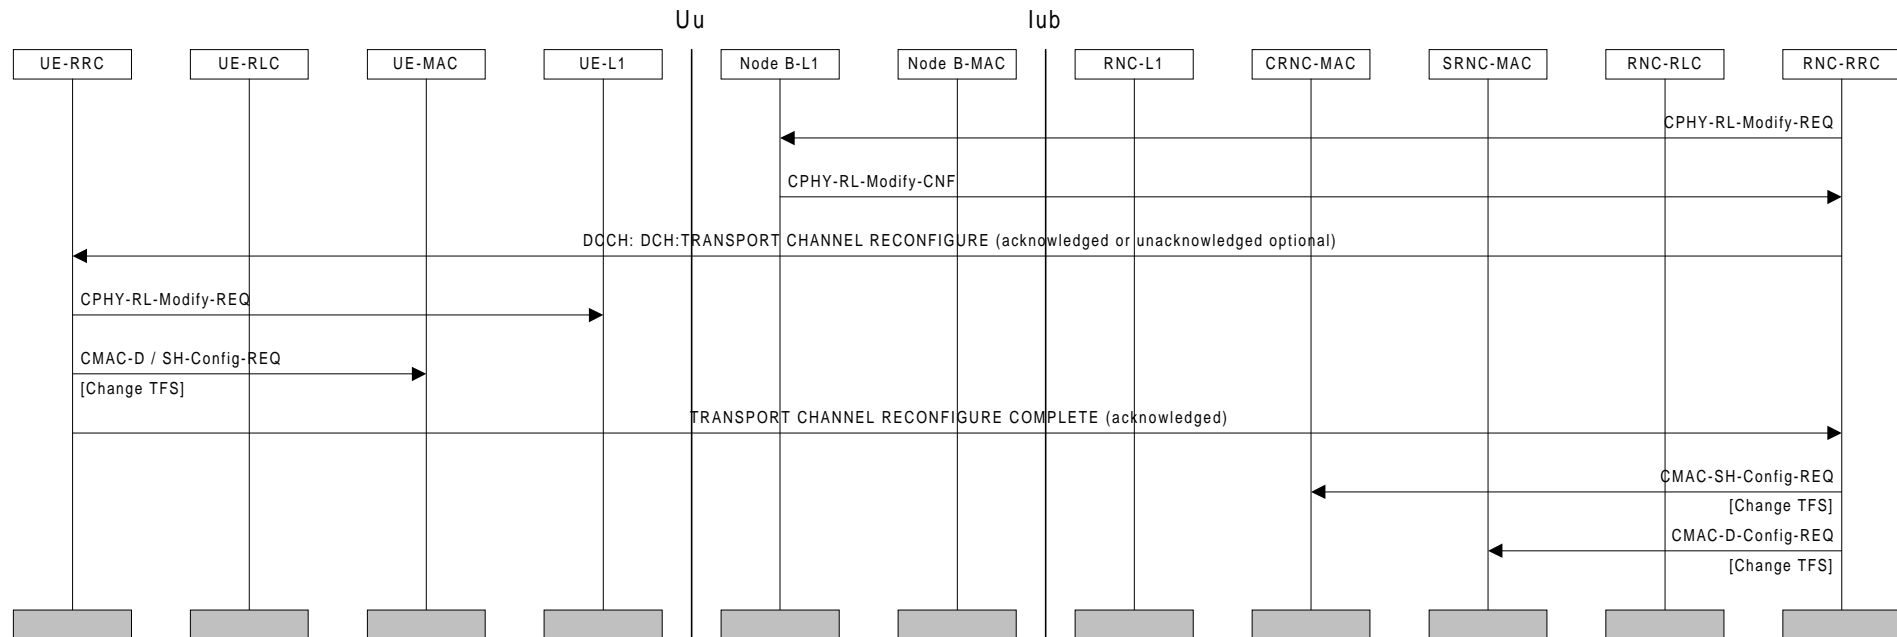 Uu
Iub
UE-RRC
UE-RLC
UE-MAC
UE-L1
Node B-L1
Node B-MAC
RNC-L1
CRNC-MAC
SRNC-MAC
RNC-RLC
RNC-RRC
CPHY-RL-Modify-REQ
CPHY-RL-Modify-CNF
DCCH: DCH:TRANSPORT CHANNEL RECONFIGURE (acknowledged or unacknowledged optional)
CPHY-RL-Modify-REQ
CMAC-D / SH-Config-REQ
[Change TFS]
TRANSPORT CHANNEL RECONFIGURE COMPLETE (acknowledged)
CMAC-SH-Config-REQ
[Change TFS]
CMAC-D-Config-REQ
[Change TFS]